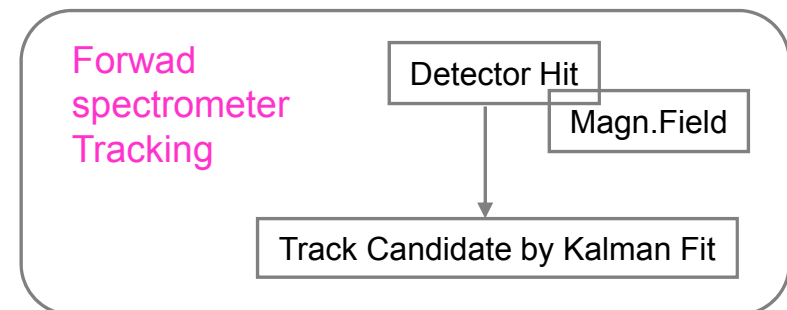 Forwad
spectrometer
Tracking
Detector Hit
Magn.Field
Track Candidate by Kalman Fit